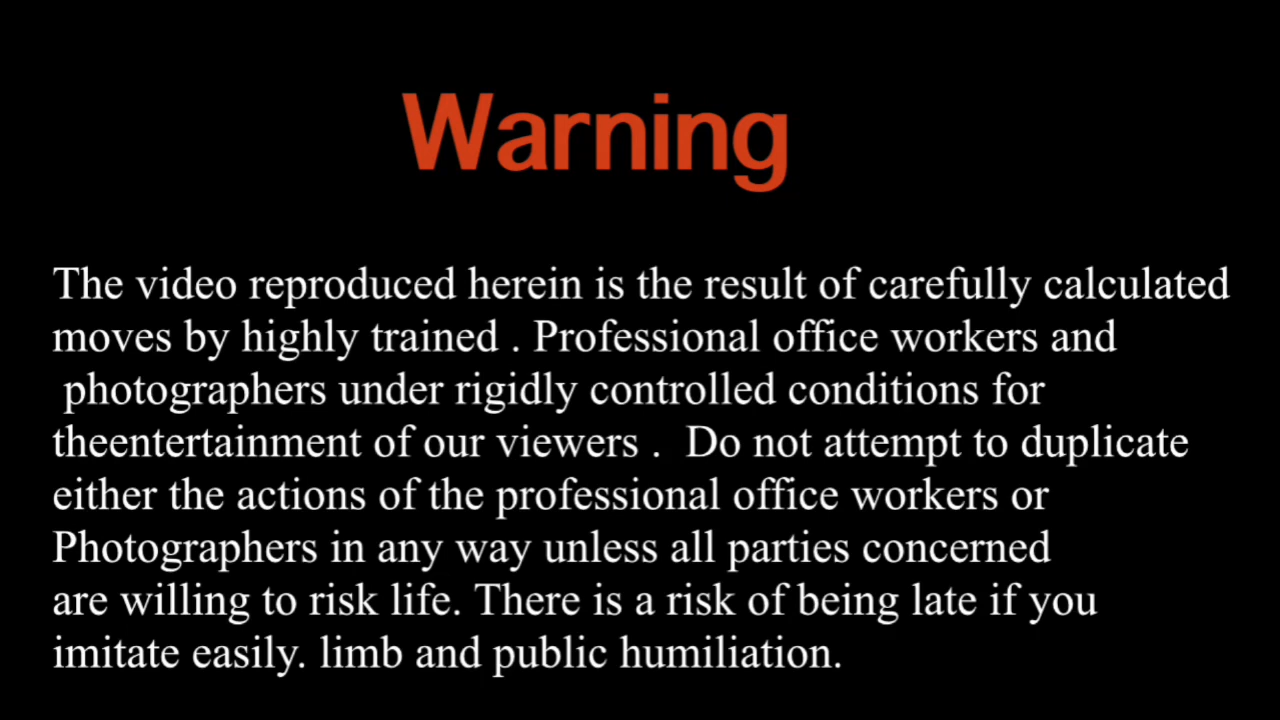 Warning
The video reproduced herein is the result of carefully calculated
moves by highly trained . Professional office workers and
photographers under rigidly controlled conditions for
theentertainment of our viewers .  Do not attempt to duplicate
either the actions of the professional office workers or
Photographers in any way unless all parties concerned
are willing to risk life. There is a risk of being late if you
imitate easily. limb and public humiliation.